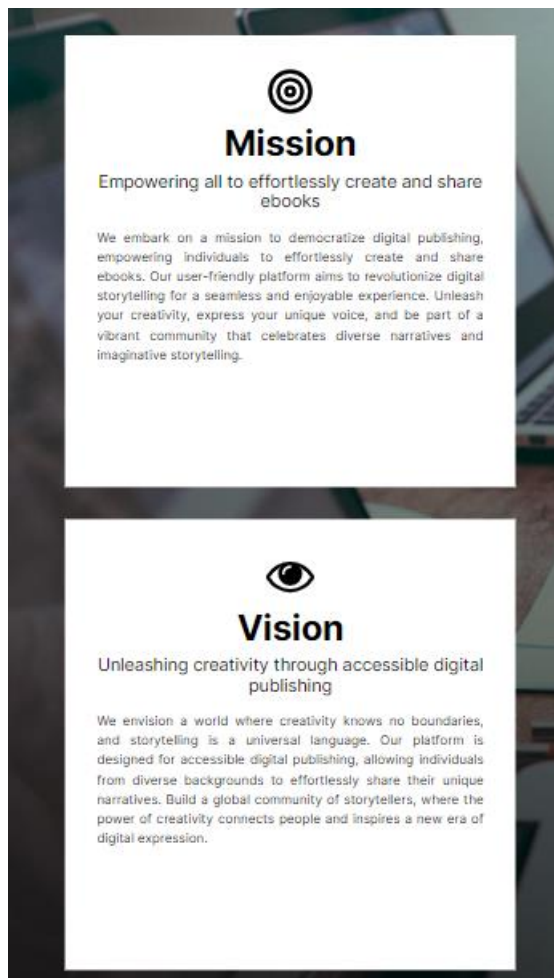 Mission
Empowering all to effortlessly create and share
ebooks
We embark on a mission to democratize digital publishing,
empowering individuals to effortlessly create and share
ebooks. Our user-friendly platform aims to revolutionize digital
storytelling for a seamless and enjoyable experience. Unleash
your creativity, express your unique voice, and be part of a
vibrant community that celebrates diverse narratives and
imaginative storytelling.
Vision
Unleashing creativity through accessible digital
publishing
We envision a world where creativity knows no boundaries,
and storytelling is a universal language. Our platform is
designed for accessible digital publishing, allowing individuals
from diverse backgrounds to effortlessly share their unique
narratives. Build a global community of storytellers, where the
power of creativity connects people and inspires a new era of
digital expression.